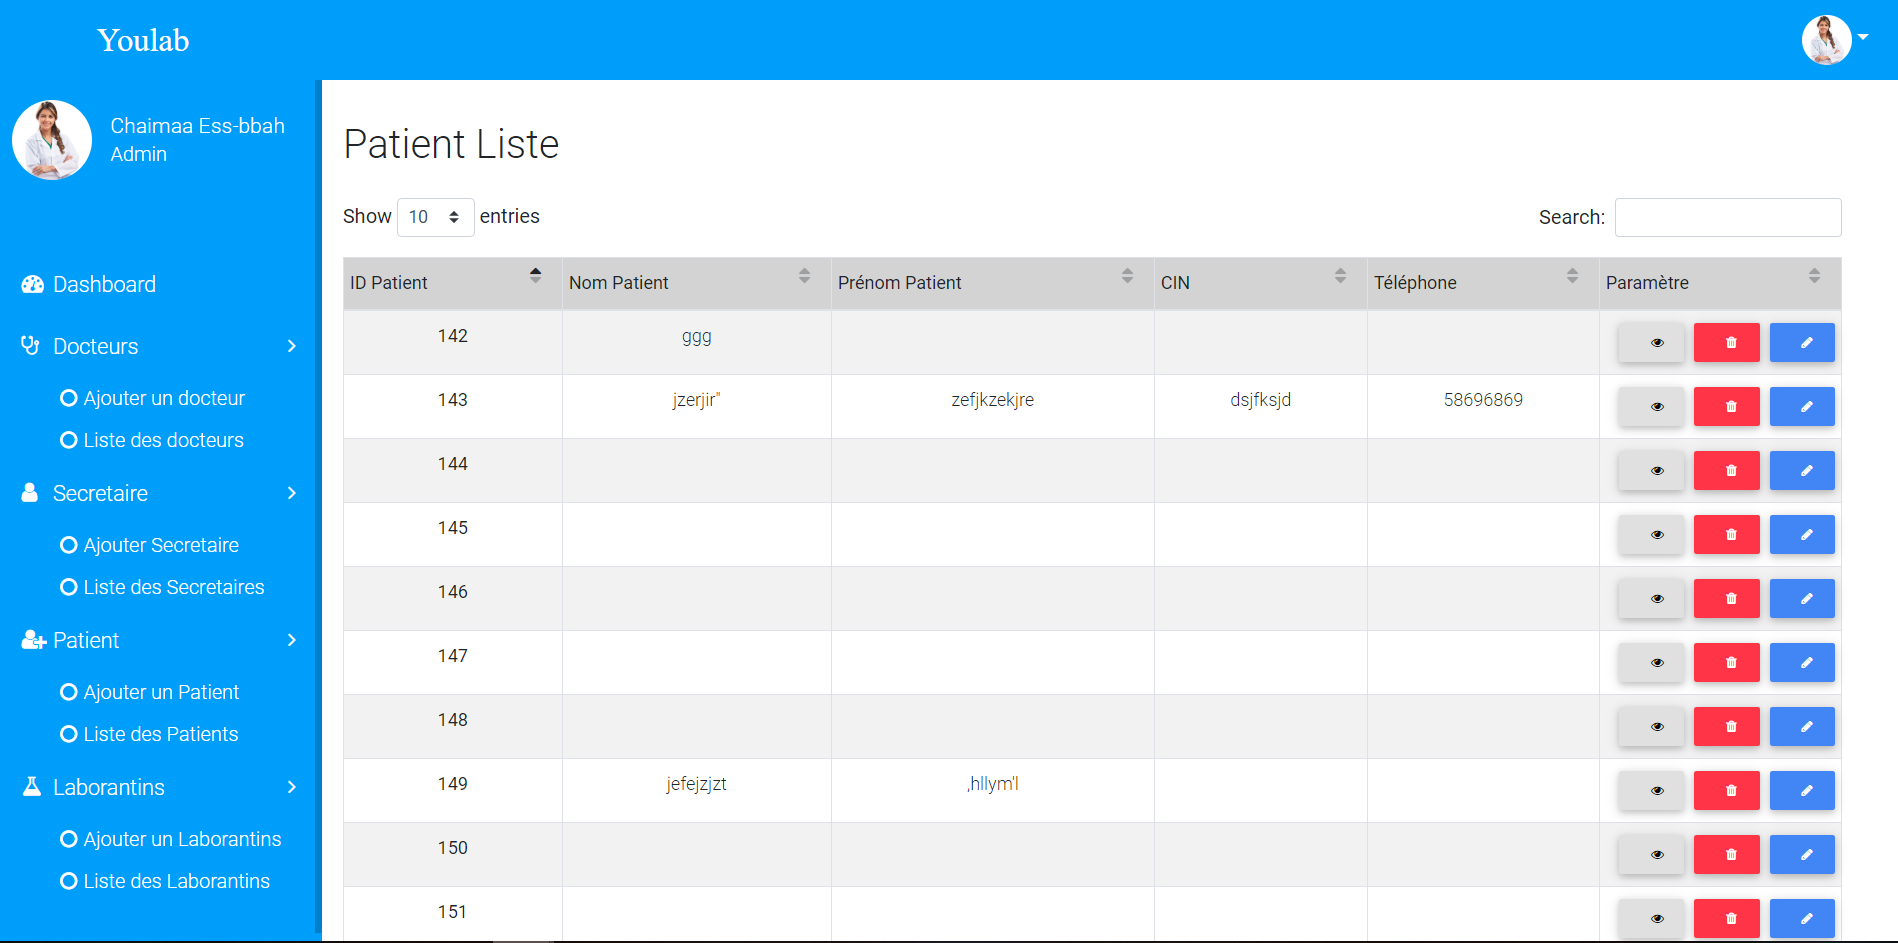 Youlab
Chaimaa Ess-bbah
Admin
Dashboard
Docteurs
Ajouter un docteur
Liste des docteurs
Secretaire
Ajouter Secretaire
Liste des Secretaires
Patient
Ajouter un Patient
Liste des Patients
Laborantins
Ajouter un Laborantins
Liste des Laborantins
Patient Liste
Show 10 entries
Search:
ID Patient Nom Patient Prénom Patient CIN Téléphone Paramètre
142 ggg
143 jzerjir" zefjkzekjre dsjfksjd 58696869
144
145
146
147
148
149 jefejzjzt ,hllym'l
150
151